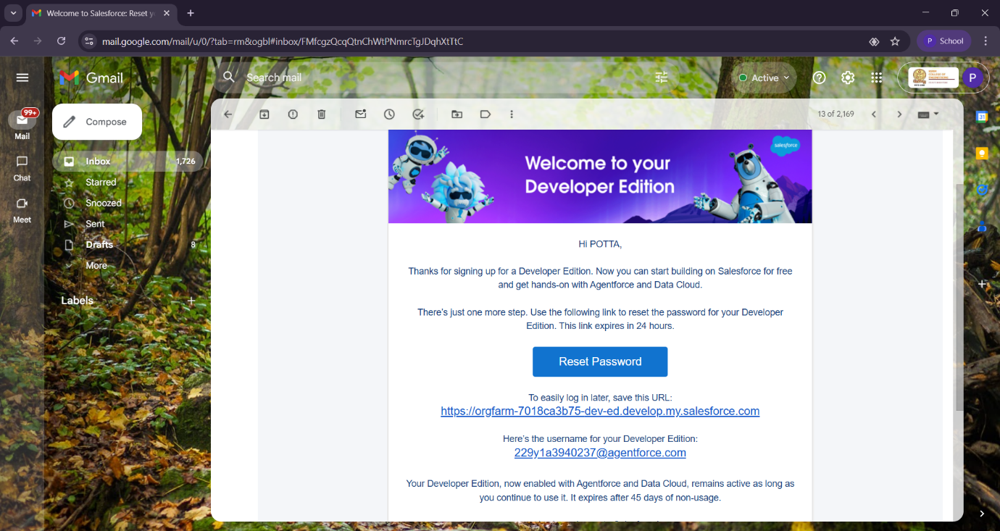 Welcome to Salesforce: Reset y
mail.google.com/mail/u/0/?tab=rm&ogbl#inbox/FMfcgzQcqQtnChWtPNmrcTgJDqhXtTtC
P School
Gmail
Search mail
Active
P
99+
Mail
Chat
Meet
Compose
Inbox 1,726
Starred
Snoozed
Sent
Drafts 8
More
Labels
13 of 2,169
31
salesforce
Welcome to your
Developer Edition
Hi POTTA,
Thanks for signing up for a Developer Edition. Now you can start building on Salesforce for free
and get hands-on with Agentforce and Data Cloud.
There's just one more step. Use the following link to reset the password for your Developer
Edition. This link expires in 24 hours.
Reset Password
To easily log in later, save this URL:
https://orgfarm-7018ca3b75-dev-ed.develop.my.salesforce.com
Here's the username for your Developer Edition:
229y1a3940237@agentforce.com
Your Developer Edition, now enabled with Agentforce and Data Cloud, remains active as long as
you continue to use it. It expires after 45 days of non-usage.